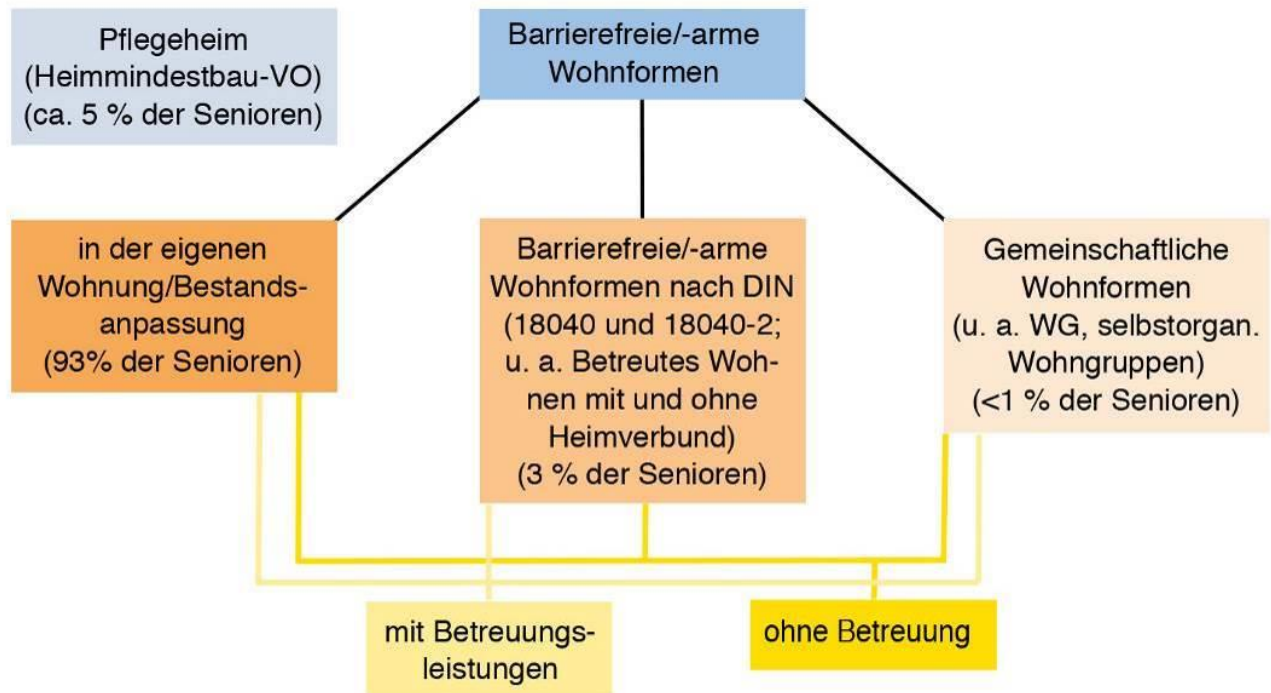 Pflegeheim
(Heimmindestbau-VO)
(ca. 5 % der Senioren)
Barrierefreie/-arme
Wohnformen
in der eigenen
Wohnung/Bestands-
anpassung
(93% der Senioren)
Barrierefreie/-arme
Wohnformen nach DIN
(18040 und 18040-2;
u. a. Betreutes Woh-
nen mit und ohne
Heimverbund)
(3 % der Senioren)
Gemeinschaftliche
Wohnformen
(u. a. WG, selbstorgan.
Wohngruppen)
(<1 % der Senioren)
mit Betreuungs-
leistungen
ohne Betreuung